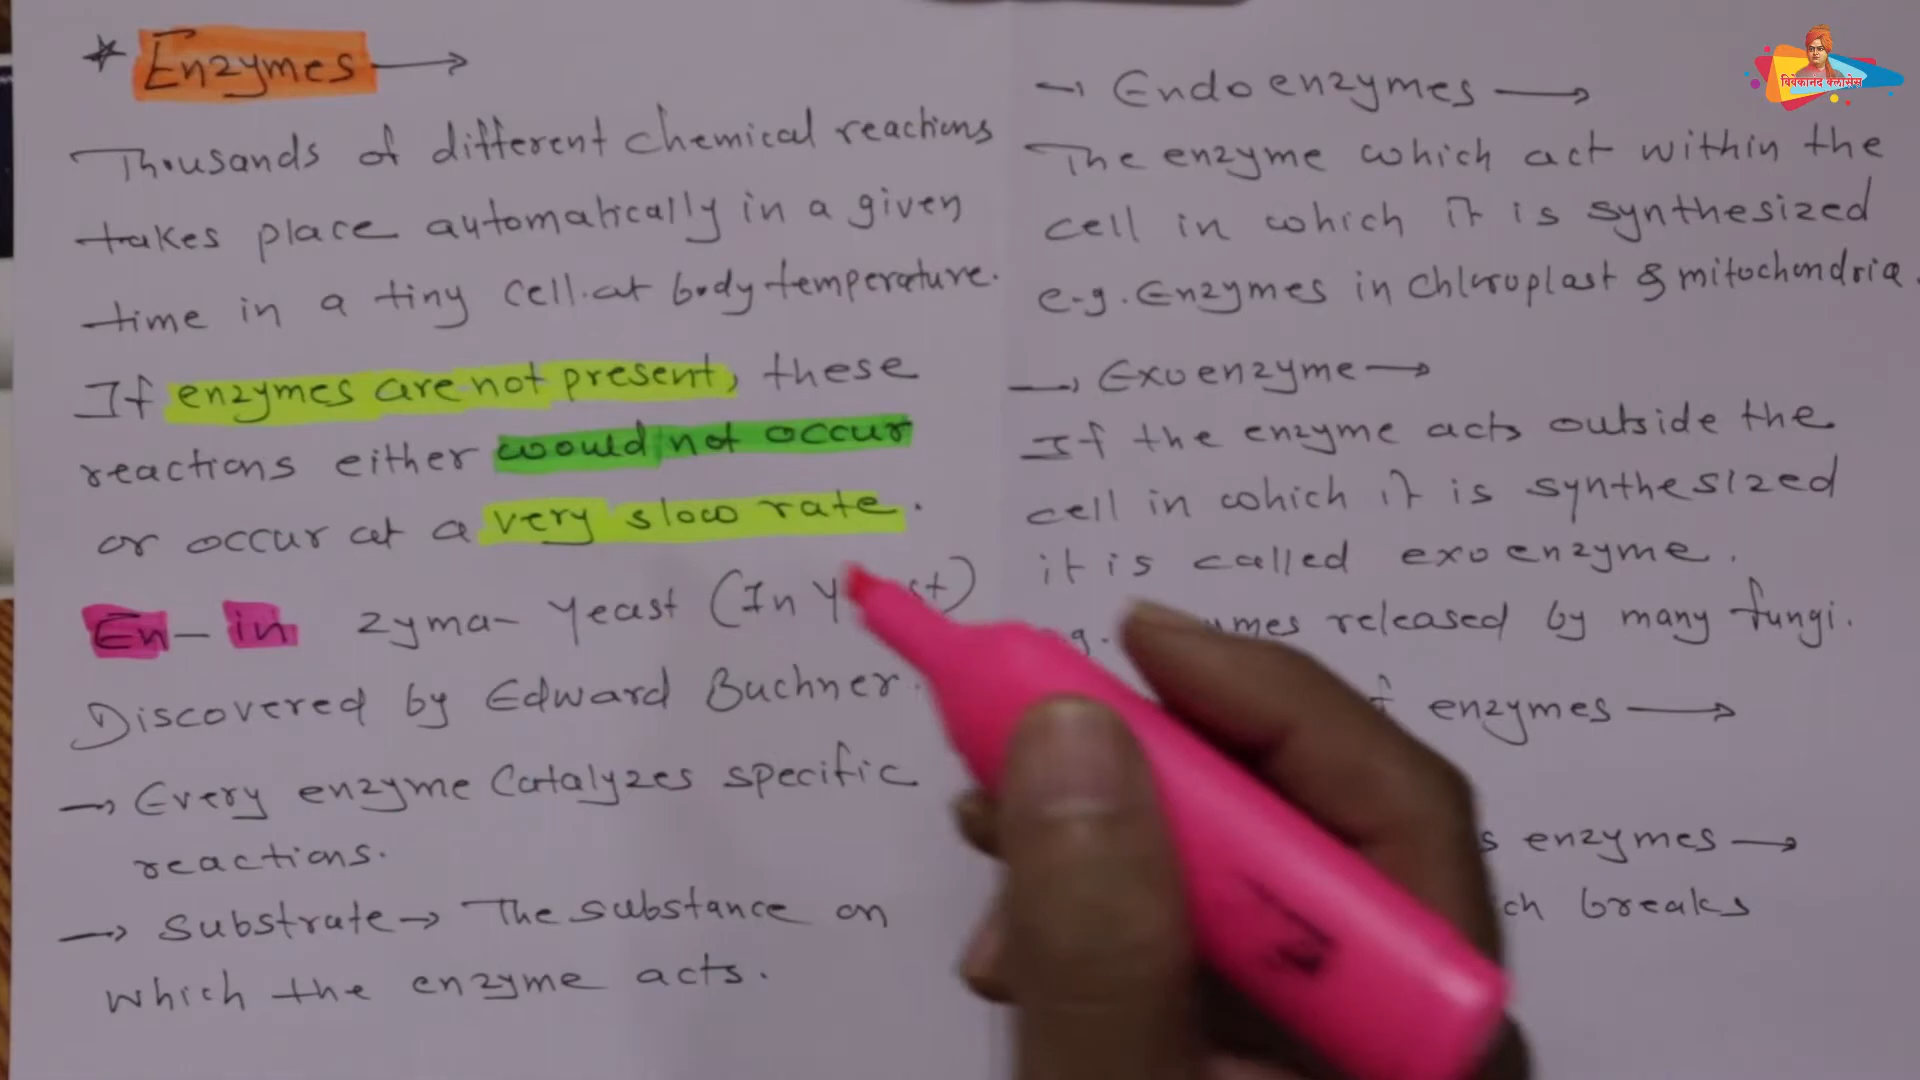 * Enzymes →
Thousands of different chemical reactions
takes place automatically in a given
time in a tiny cell. at body temperature.
If enzymes are not present, these
reactions either would not occur
or occur at a very slow rate.
En - in zyma - Yeast (In
Discovered by Edward Buchner.
→ Every enzyme Catalyzes specific
reactions.
→ Substrate → The substance on
which the enzyme acts.
→ Endoenzymes →
The enzyme which act within the
cell in which it is synthesized
e.g. Enzymes in chloroplast & mitochondria.
→ Exoenzyme →
If the enzyme acts outside the
cell in which it is synthesized
it is called exoenzyme.
released by many fungi.
enzymes →
enzymes →
breaks
विवेकानंद क्लासेस